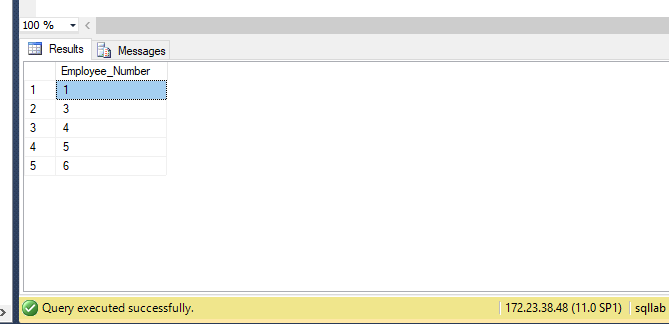 100 %
Results Messages
Employee_Number
1 1
2 3
3 4
4 5
5 6
Query executed successfully. 172.23.38.48 (11.0 SP1) sqllab